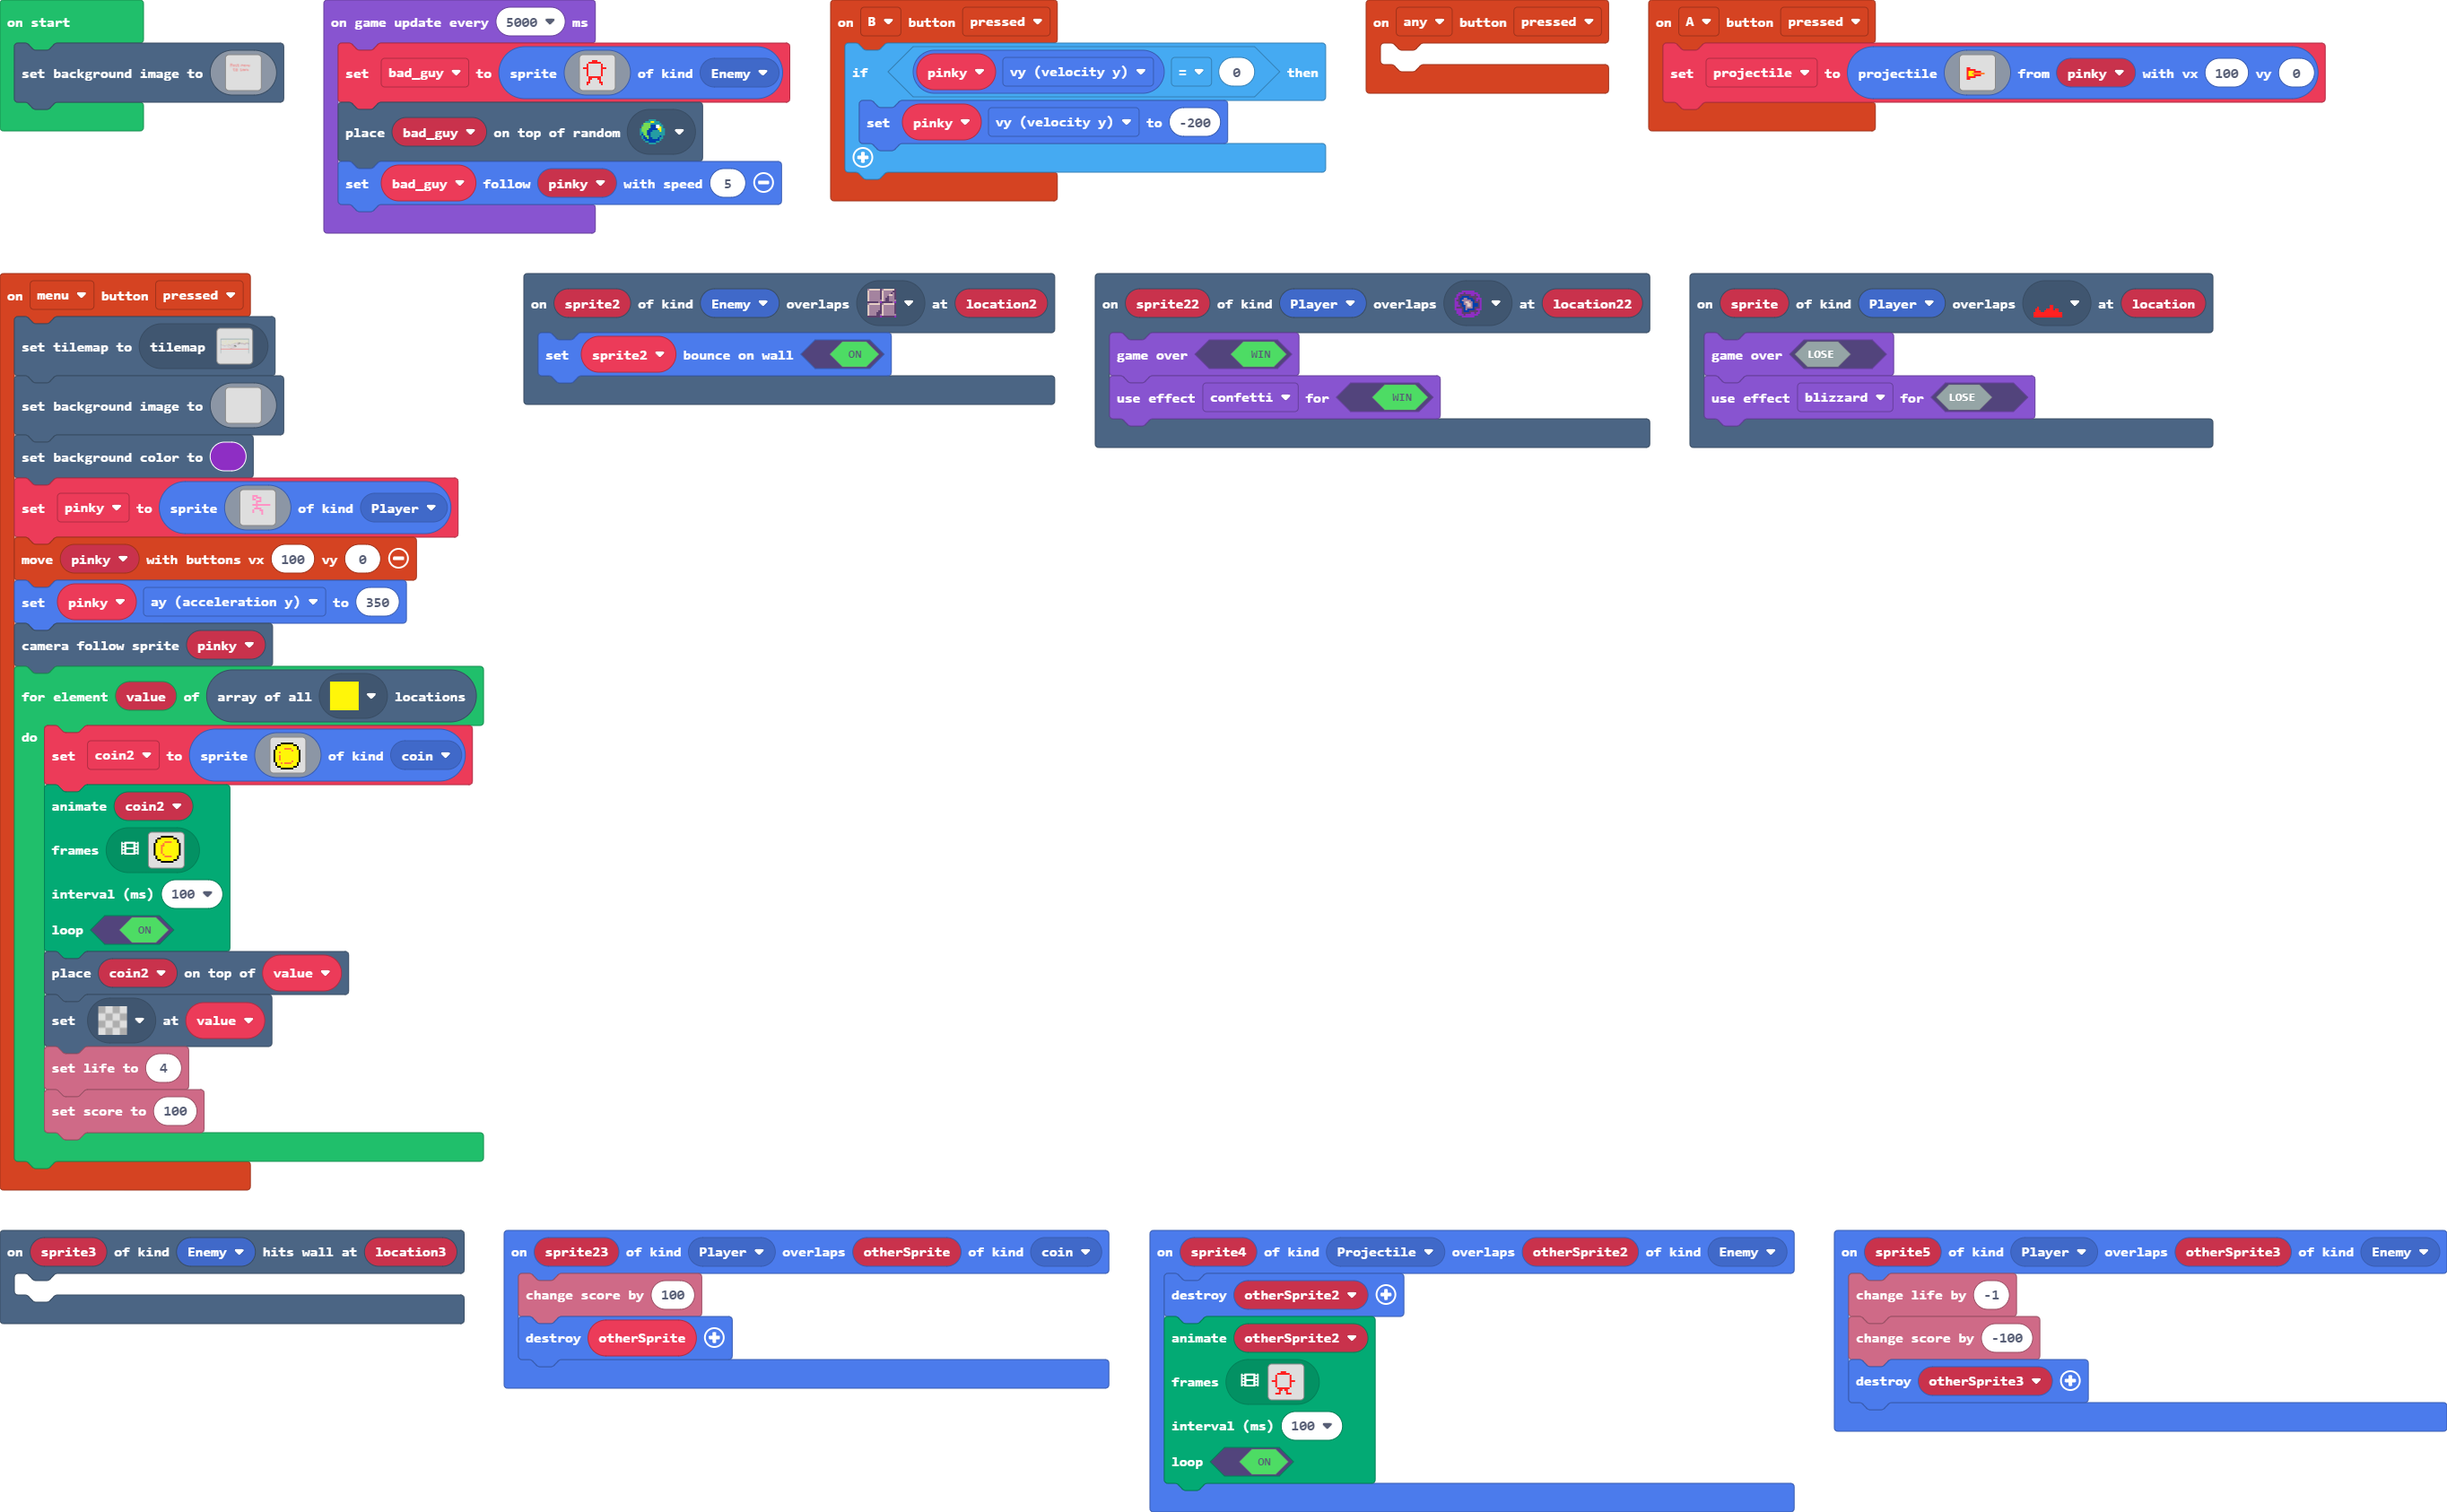 on start
set background image to
on game update every 5000 ms
set bad_guy to sprite of kind Enemy
place bad_guy on top of random
set bad_guy follow pinky with speed 5
on B button pressed
if pinky vy (velocity y) = 0 then
set pinky vy (velocity y) to -200
on any button pressed
on A button pressed
set projectile to projectile from pinky with vx 100 vy 0
on menu button pressed
set tilemap to tilemap
set background image to
set background color to
set pinky to sprite of kind Player
move pinky with buttons vx 100 vy 0
set pinky ay (acceleration y) to 350
camera follow sprite pinky
for element value of array of all locations
do
set coin2 to sprite of kind coin
animate coin2
frames
interval (ms) 100
loop ON
place coin2 on top of value
set at value
set life to 4
set score to 100
on sprite2 of kind Enemy overlaps at location2
set sprite2 bounce on wall ON
on sprite22 of kind Player overlaps at location22
game over WIN
use effect confetti for WIN
on sprite of kind Player overlaps at location
game over LOSE
use effect blizzard for LOSE
on sprite3 of kind Enemy hits wall at location3
on sprite23 of kind Player overlaps otherSprite of kind coin
change score by 100
destroy otherSprite
on sprite4 of kind Projectile overlaps otherSprite2 of kind Enemy
destroy otherSprite2
animate otherSprite2
frames
interval (ms) 100
loop ON
on sprite5 of kind Player overlaps otherSprite3 of kind Enemy
change life by -1
change score by -100
destroy otherSprite3